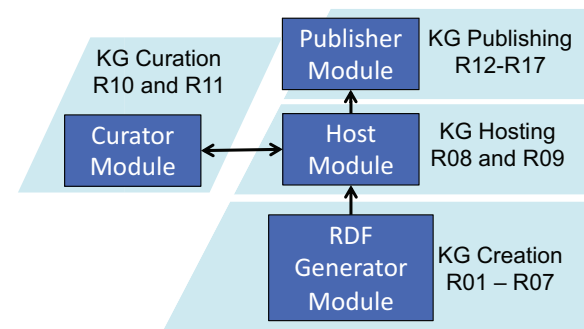 Publisher
Module
KG Publishing
R12-R17
KG Curation
R10 and R11
Curator
Module
Host
Module
KG Hosting
R08 and R09
RDF
Generator
Module
KG Creation
R01 – R07